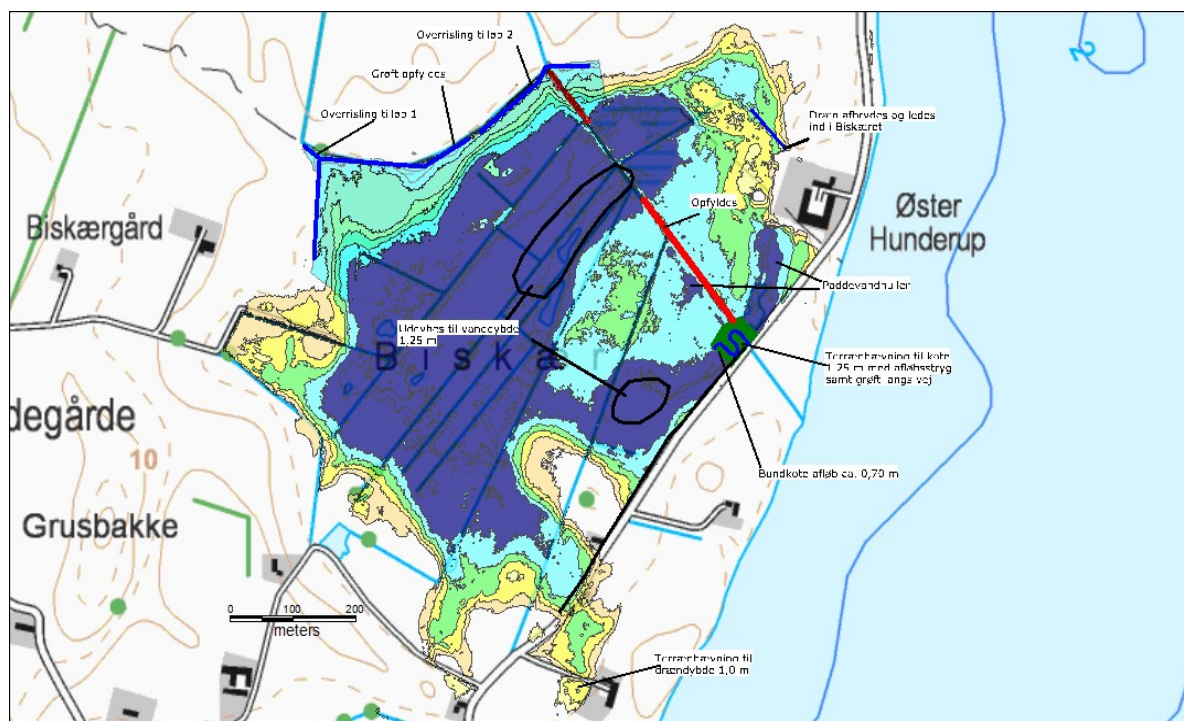 Overrisling til løb 2
Grøft opfyldes
Overrisling til løb 1
Dræn afbrydes og ledes
ind i Biskæret
2
Biskærgård
Øster
Hunderup
Opfyldes
Paddevandhuller
Uddybes til vanddybde
1,25 m
Biskær
Terrænhævning til kote
1,25 m med afløbsstryg
samt grøft langs vej
degårde
10
Bundkote afløb ca. 0,70 m
Grusbakke
0 100 200
meters
Terrænhævning til
drændybde 1,0 m